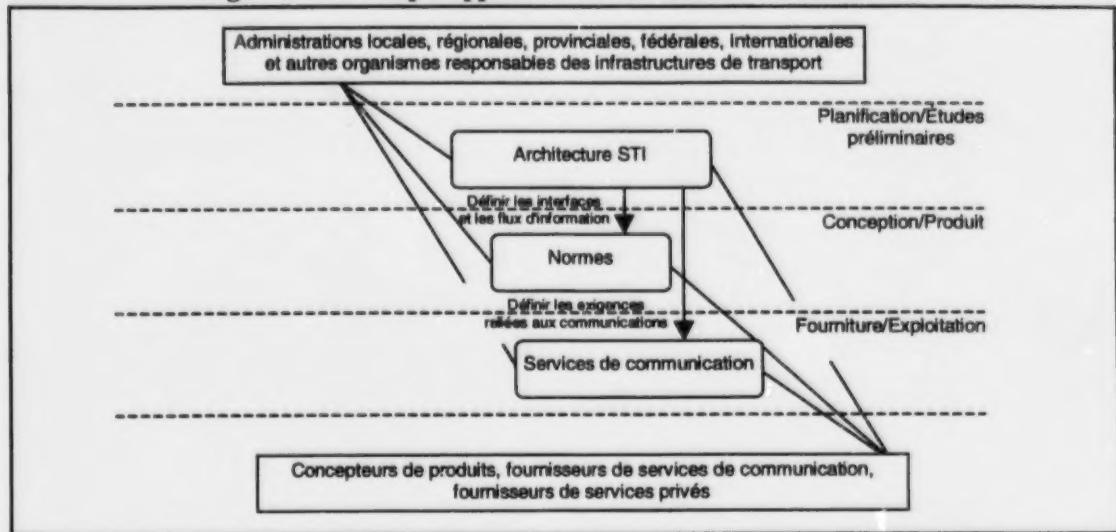 Administrations locales, régionales, provinciales, fédérales, internationales
et autres organismes responsables des infrastructures de transport
Planification/Études
préliminaires
Architecture STI
Définir les interfaces
et les flux d'information
Conception/Produit
Normes
Définir les exigences
reliées aux communications
Fourniture/Exploitation
Services de communication
Concepteurs de produits, fournisseurs de services de communication,
fournisseurs de services privés